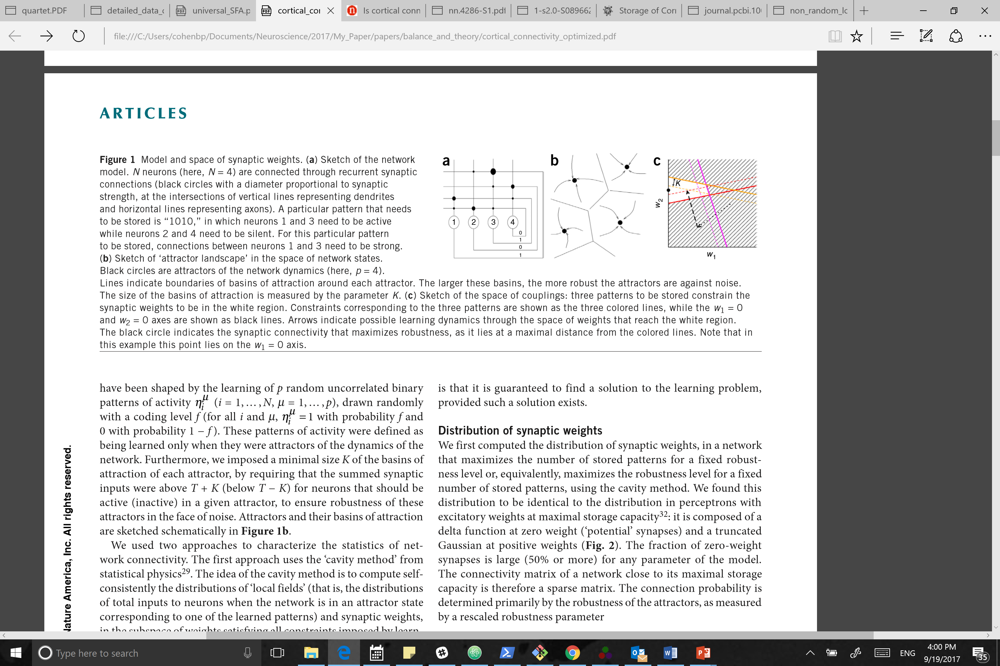 quartet.PDF
detailed_data_c
universal_SFA.p
cortical_cor
Is cortical conn
nn.4286-S1.pdf
1-s2.0-S089662
Storage of Corr
journal.pcbi.10
non_random_lc
file:///C:/Users/cohenbp/Documents/Neuroscience/2017/My_Paper/papers/balance_and_theory/cortical_connectivity_optimized.pdf
ARTICLES
Figure 1 Model and space of synaptic weights. (a) Sketch of the network
model. N neurons (here, N = 4) are connected through recurrent synaptic
connections (black circles with a diameter proportional to synaptic
strength, at the intersections of vertical lines representing dendrites
and horizontal lines representing axons). A particular pattern that needs
to be stored is “1010,” in which neurons 1 and 3 need to be active
while neurons 2 and 4 need to be silent. For this particular pattern
to be stored, connections between neurons 1 and 3 need to be strong.
(b) Sketch of ‘attractor landscape’ in the space of network states.
Black circles are attractors of the network dynamics (here, p = 4).
Lines indicate boundaries of basins of attraction around each attractor. The larger these basins, the more robust the attractors are against noise.
The size of the basins of attraction is measured by the parameter K. (c) Sketch of the space of couplings: three patterns to be stored constrain the
synaptic weights to be in the white region. Constraints corresponding to the three patterns are shown as the three colored lines, while the w1 = 0
and w2 = 0 axes are shown as black lines. Arrows indicate possible learning dynamics through the space of weights that reach the white region.
The black circle indicates the synaptic connectivity that maximizes robustness, as it lies at a maximal distance from the colored lines. Note that in
this example this point lies on the w1 = 0 axis.
a
1 2 3 4
0
1
0
1
b
c
K
w2
w1
have been shaped by the learning of p random uncorrelated binary
patterns of activity ηiμ (i = 1,…,N, μ = 1,…,p), drawn randomly
with a coding level f (for all i and μ, ηiμ = 1 with probability f and
0 with probability 1 − f). These patterns of activity were defined as
being learned only when they were attractors of the dynamics of the
network. Furthermore, we imposed a minimal size K of the basins of
attraction of each attractor, by requiring that the summed synaptic
inputs were above T + K (below T − K) for neurons that should be
active (inactive) in a given attractor, to ensure robustness of these
attractors in the face of noise. Attractors and their basins of attraction
are sketched schematically in Figure 1b.
We used two approaches to characterize the statistics of net-
work connectivity. The first approach uses the ‘cavity method’ from
statistical physics29. The idea of the cavity method is to compute self-
consistently the distributions of ‘local fields’ (that is, the distributions
of total inputs to neurons when the network is in an attractor state
corresponding to one of the learned patterns) and synaptic weights,
in the subspace of weights satisfying all constraints imposed by learn-
is that it is guaranteed to find a solution to the learning problem,
provided such a solution exists.
Distribution of synaptic weights
We first computed the distribution of synaptic weights, in a network
that maximizes the number of stored patterns for a fixed robust-
ness level or, equivalently, maximizes the robustness level for a fixed
number of stored patterns, using the cavity method. We found this
distribution to be identical to the distribution in perceptrons with
excitatory weights at maximal storage capacity32: it is composed of a
delta function at zero weight (‘potential’ synapses) and a truncated
Gaussian at positive weights (Fig. 2). The fraction of zero-weight
synapses is large (50% or more) for any parameter of the model.
The connectivity matrix of a network close to its maximal storage
capacity is therefore a sparse matrix. The connection probability is
determined primarily by the robustness of the attractors, as measured
by a rescaled robustness parameter
Nature America, Inc. All rights reserved.
Type here to search
ENG
4:00 PM
9/19/2017
35